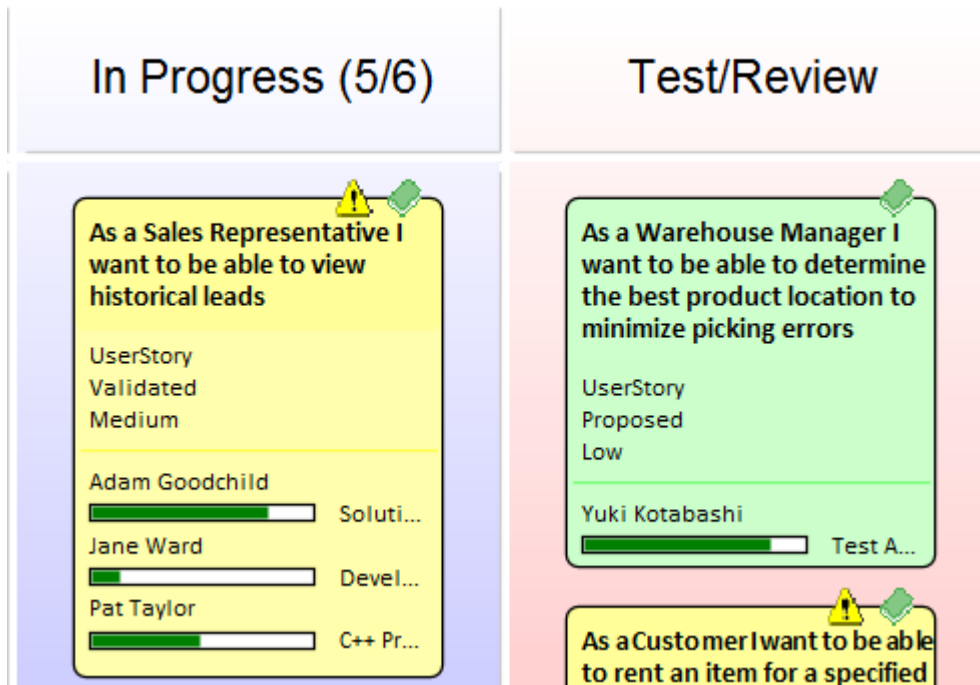 In Progress (5/6)
Test/Review
As a Sales Representative I
want to be able to view
historical leads
UserStory
Validated
Medium
Adam Goodchild
Soluti...
Jane Ward
Devel...
Pat Taylor
C++ Pr...
As a Warehouse Manager I
want to be able to determine
the best product location to
minimize picking errors
UserStory
Proposed
Low
Yuki Kotabashi
Test A...
As a Customer I want to be able
to rent an item for a specified